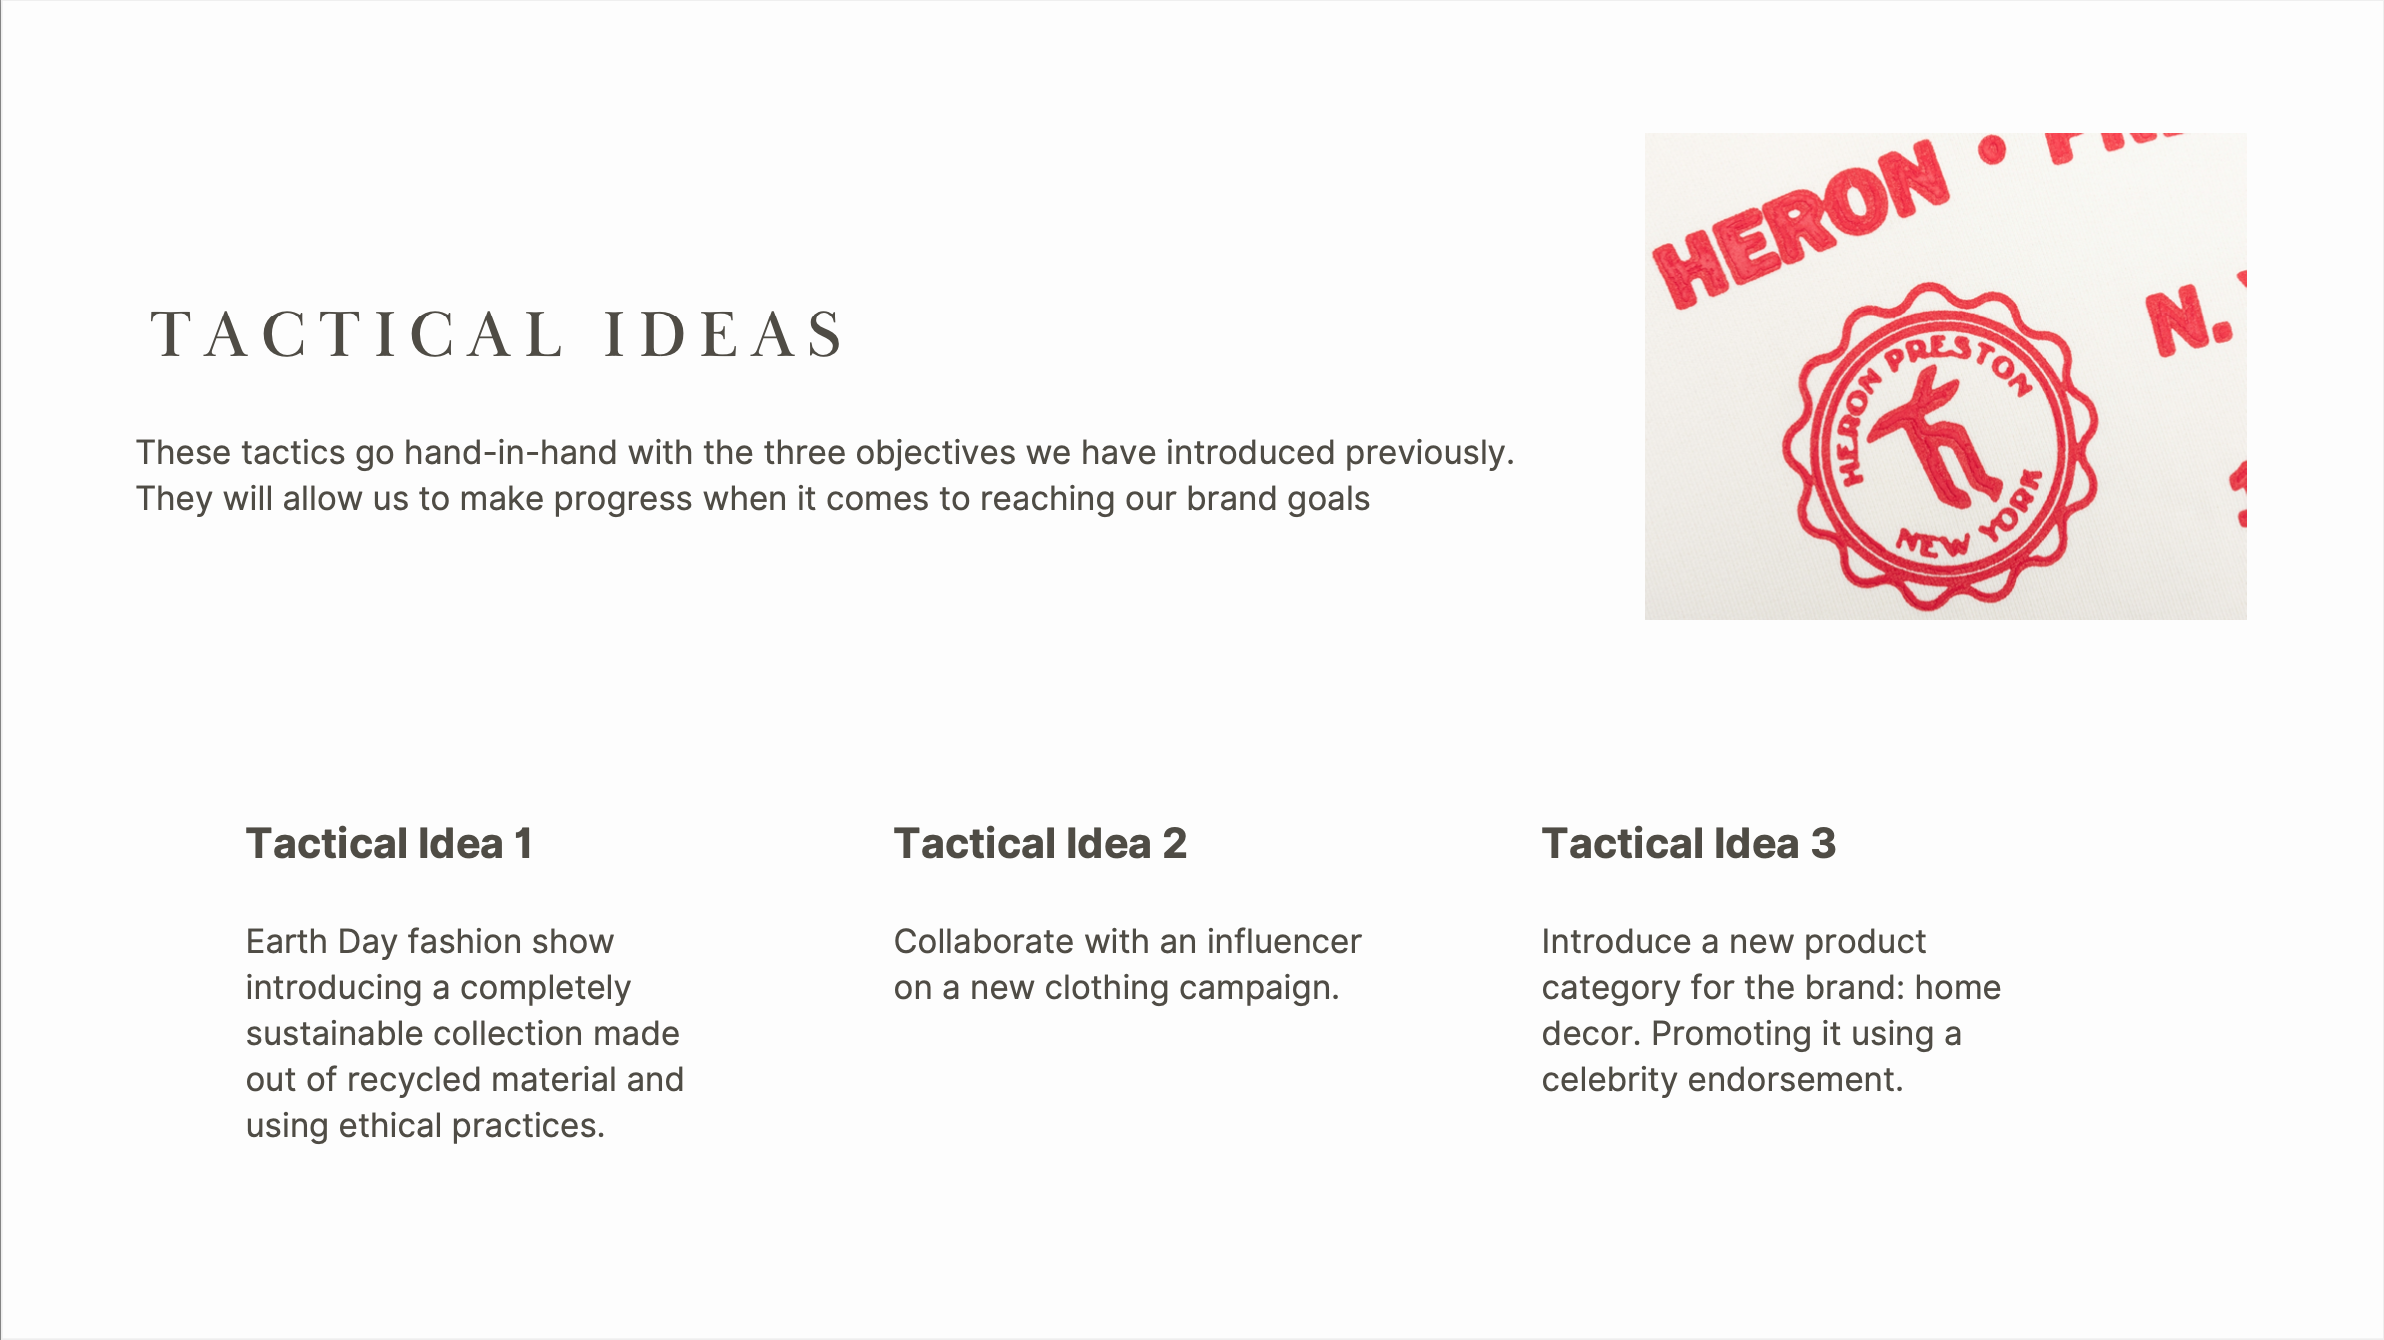 TACTICAL IDEAS
These tactics go hand-in-hand with the three objectives we have introduced previously.
They will allow us to make progress when it comes to reaching our brand goals
HERON •
N.
HERON PRESTON
NEW YORK
Tactical Idea 1
Earth Day fashion show
introducing a completely
sustainable collection made
out of recycled material and
using ethical practices.
Tactical Idea 2
Collaborate with an influencer
on a new clothing campaign.
Tactical Idea 3
Introduce a new product
category for the brand: home
decor. Promoting it using a
celebrity endorsement.